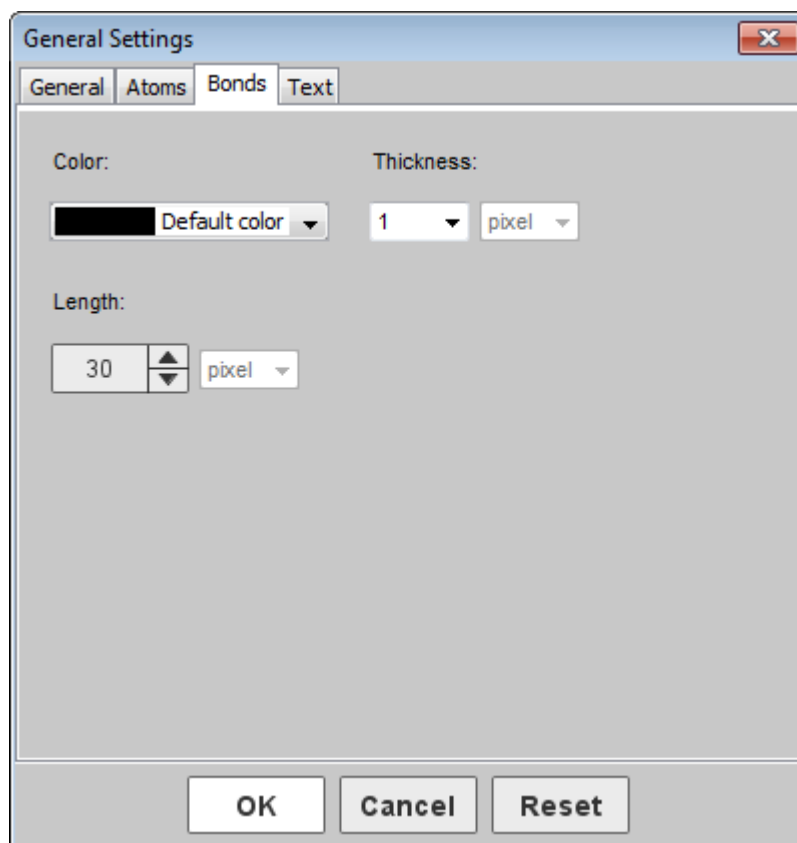 General Settings
General Atoms Bonds Text
Color: Thickness:
Default color 1 pixel
Length:
30 pixel
OK Cancel Reset